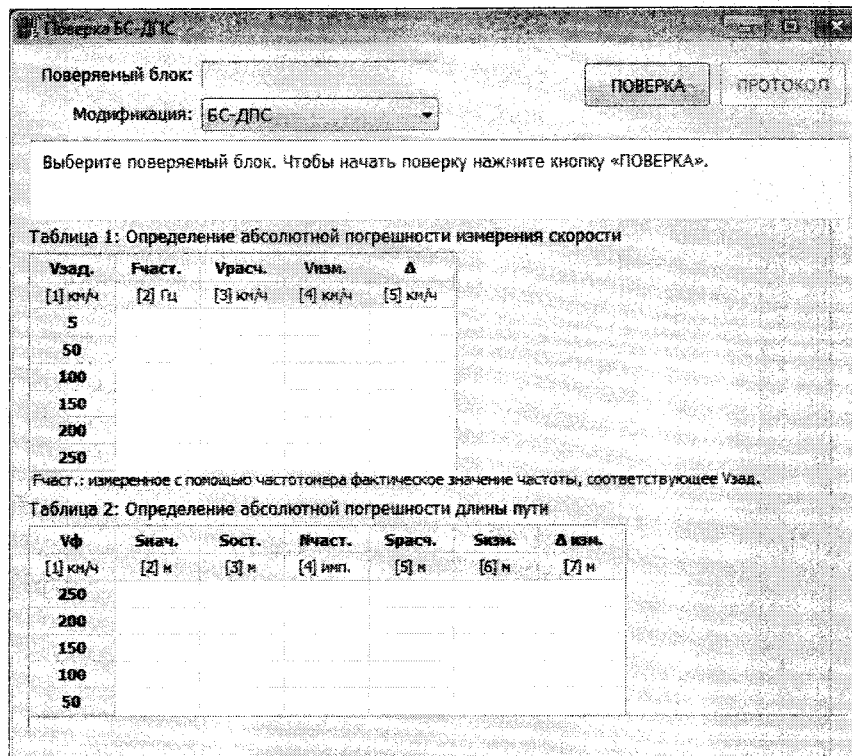 Поверка БС-ДПС
Поверяемый блок:
ПОВЕРКА
ПРОТОКОЛ
Модификация: БС-ДПС
Выберите поверяемый блок. Чтобы начать поверку нажмите кнопку «ПОВЕРКА».
Таблица 1: Определение абсолютной погрешности измерения скорости
Vзад. Fчаст. Vрасч. Vизм. Δ
[1] км/ч [2] Гц [3] км/ч [4] км/ч [5] км/ч
5
50
100
150
200
250
Fчаст.: измеренное с помощью частотомера фактическое значение частоты, соответствующее Vзад.
Таблица 2: Определение абсолютной погрешности длины пути
Vф Sнач. Sост. Nчаст. Sрасч. Sизм. Δ изм.
[1] км/ч [2] м [3] м [4] имп. [5] м [6] м [7] м
250
200
150
100
50